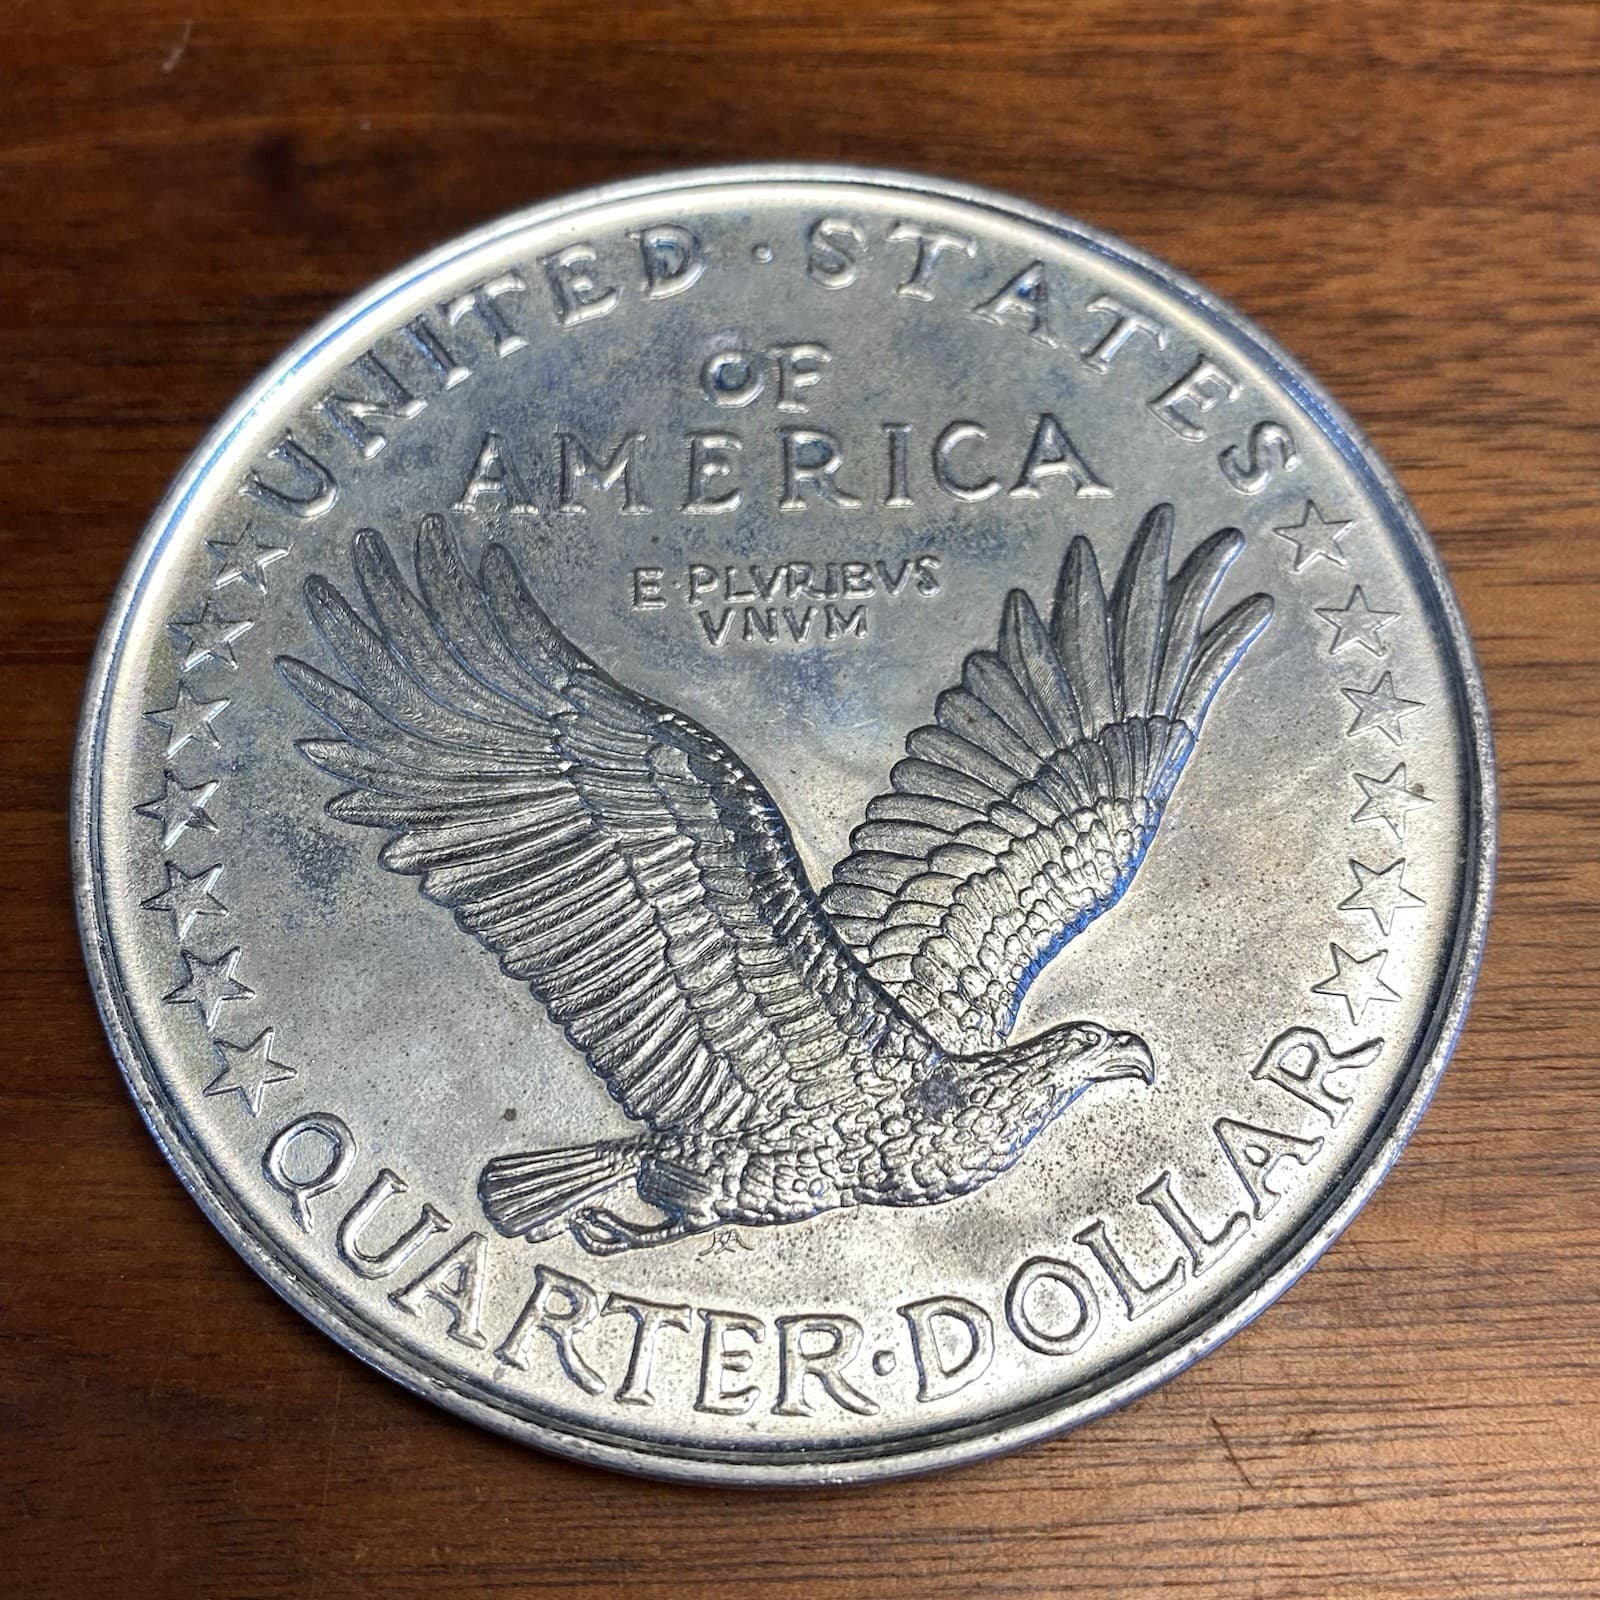 UNITED · STATES
OF
AMERICA
E · PLVRIBVS
VNVM
QUARTER · DOLLAR